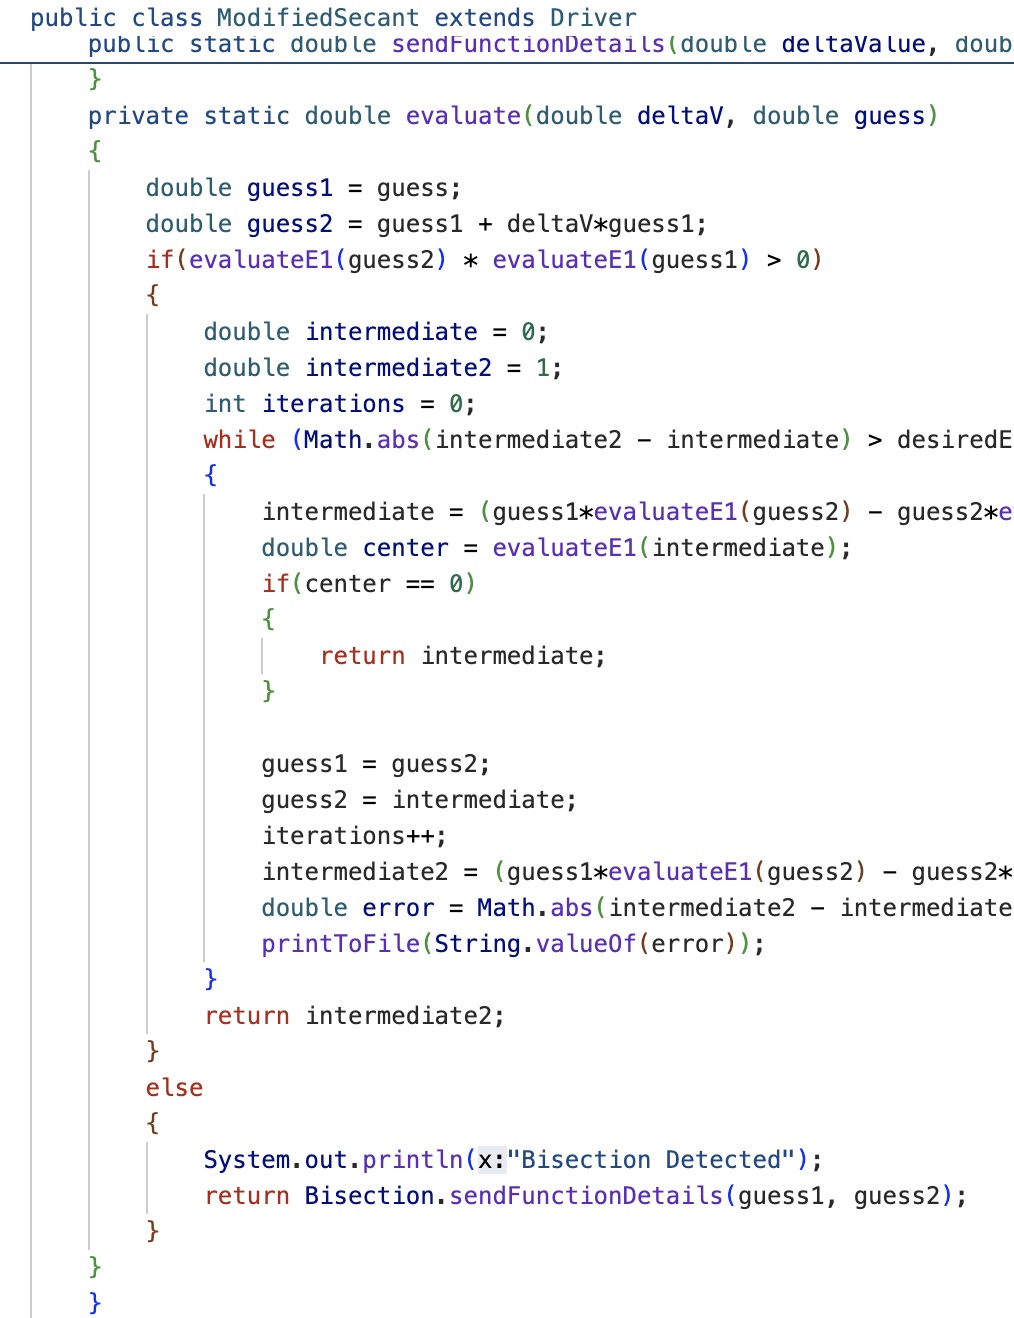 public class ModifiedSecant extends Driver
public static double sendFunctionDetails(double deltaValue, doub
}
private static double evaluate(double deltaV, double guess)
{
double guess1 = guess;
double guess2 = guess1 + deltaV*guess1;
if(evaluateE1(guess2) * evaluateE1(guess1) > 0)
{
double intermediate = 0;
double intermediate2 = 1;
int iterations = 0;
while (Math.abs(intermediate2 - intermediate) > desiredE
{
intermediate = (guess1*evaluateE1(guess2) - guess2*e
double center = evaluateE1(intermediate);
if(center == 0)
{
return intermediate;
}
guess1 = guess2;
guess2 = intermediate;
iterations++;
intermediate2 = (guess1*evaluateE1(guess2) - guess2*
double error = Math.abs(intermediate2 - intermediate
printToFile(String.valueOf(error));
}
return intermediate2;
}
else
{
System.out.println(x:"Bisection Detected");
return Bisection.sendFunctionDetails(guess1, guess2);
}
}
}